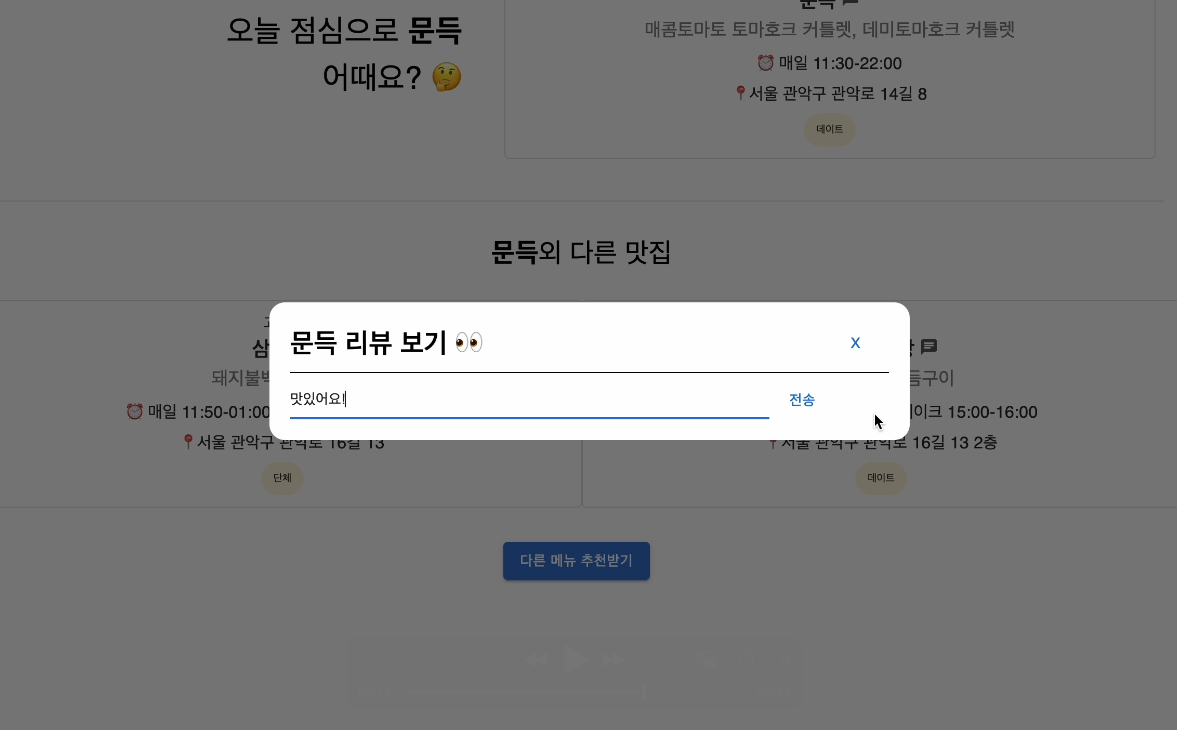 오늘 점심으로 문득
어때요? 🤔
문득
매콤토마토 토마호크 커틀렛, 데미토마호크 커틀렛
⏰ 매일 11:30-22:00
📍서울 관악구 관악로 14길 8
데이트
문득외 다른 맛집
문득 리뷰 보기 👀
X
맛있어요!
전송
돼지불백
둠구이
⏰ 매일 11:50-01:00
이크 15:00-16:00
📍서울 관악구 관악로 16길 13
📍서울 관악구 관악로 16길 13 2층
단체
데이트
다른 메뉴 추천받기